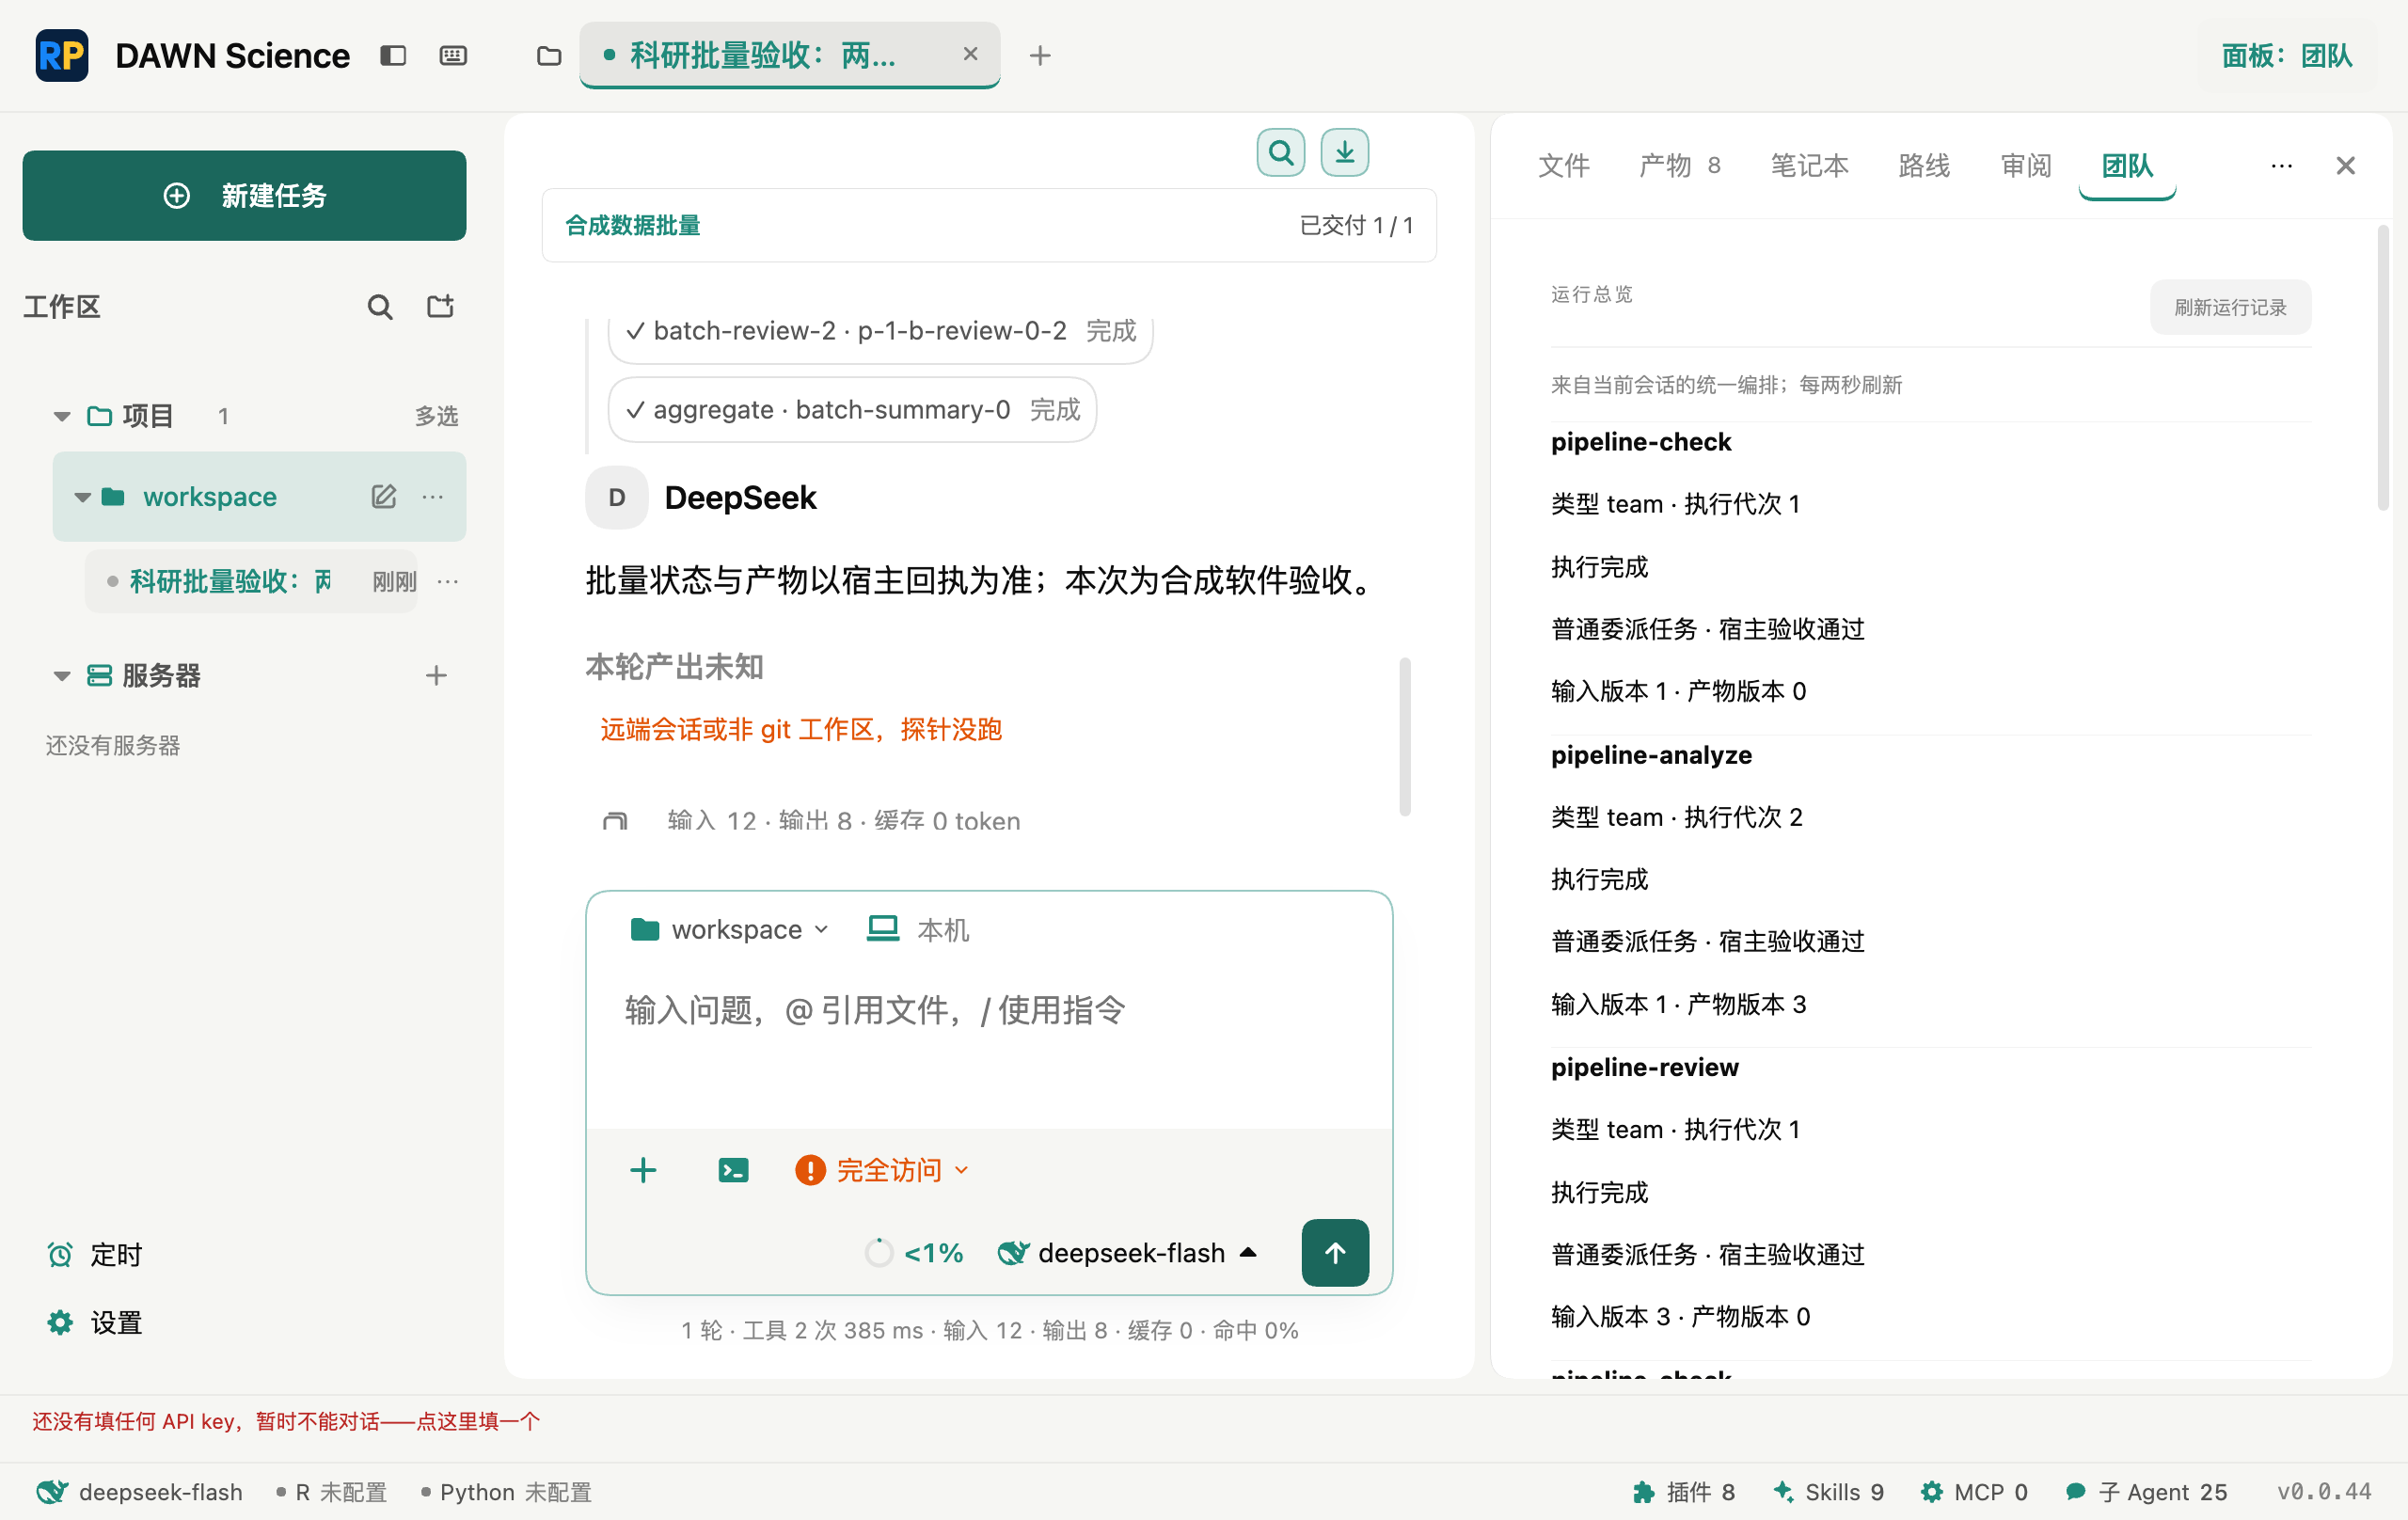 RP DAWN Science
科研批量验收：两...
面板：团队
新建任务
工作区
项目 1 多选
workspace
科研批量验收： 刚刚
服务器
还没有服务器
定时
设置
合成数据批量 已交付 1 / 1
✓ batch-review-2 · p-1-b-review-0-2 完成
✓ aggregate · batch-summary-0 完成
D DeepSeek
批量状态与产物以宿主回执为准；本次为合成软件验收。
本轮产出未知
远端会话或非 git 工作区，探针没跑
输入 12 · 输出 8 · 缓存 0 token
workspace 本机
输入问题，@ 引用文件，/ 使用指令
完全访问
<1% deepseek-flash
1 轮 · 工具 2 次 385 ms · 输入 12 · 输出 8 · 缓存 0 · 命中 0%
文件 产物 8 笔记本 路线 审阅 团队
运行总览 刷新运行记录
来自当前会话的统一编排；每两秒刷新
pipeline-check
类型 team · 执行代次 1
执行完成
普通委派任务 · 宿主验收通过
输入版本 1 · 产物版本 0
pipeline-analyze
类型 team · 执行代次 2
执行完成
普通委派任务 · 宿主验收通过
输入版本 1 · 产物版本 3
pipeline-review
类型 team · 执行代次 1
执行完成
普通委派任务 · 宿主验收通过
输入版本 3 · 产物版本 0
pipeline-check
还没有填任何 API key，暂时不能对话——点这里填一个
deepseek-flash R 未配置 Python 未配置
插件 8 Skills 9 MCP 0 子 Agent 25 v0.0.44